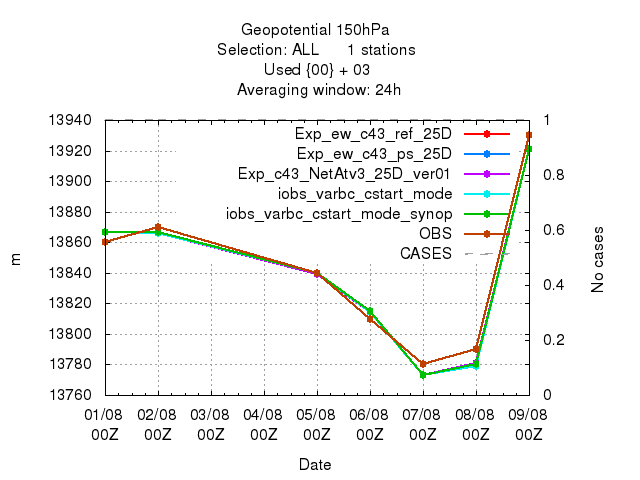 Geopotential 150hPa
Selection: ALL 1 stations
Used {00} + 03
Averaging window: 24h
13940 1
Exp_ew_c43_ref_25D
13920
Exp_ew_c43_ps_25D
13900 Exp_c43_NetAtv3_25D_ver01 0.8
iobs_varbc_cstart_mode
13880
iobs_varbc_cstart_mode_synop
13860 OBS 0.6
CASES
m No cases
13840 0.4
13820
13800 0.2
13780
13760 0
01/08 02/08 03/08 04/08 05/08 06/08 07/08 08/08 09/08
00Z 00Z 00Z 00Z 00Z 00Z 00Z 00Z 00Z
Date